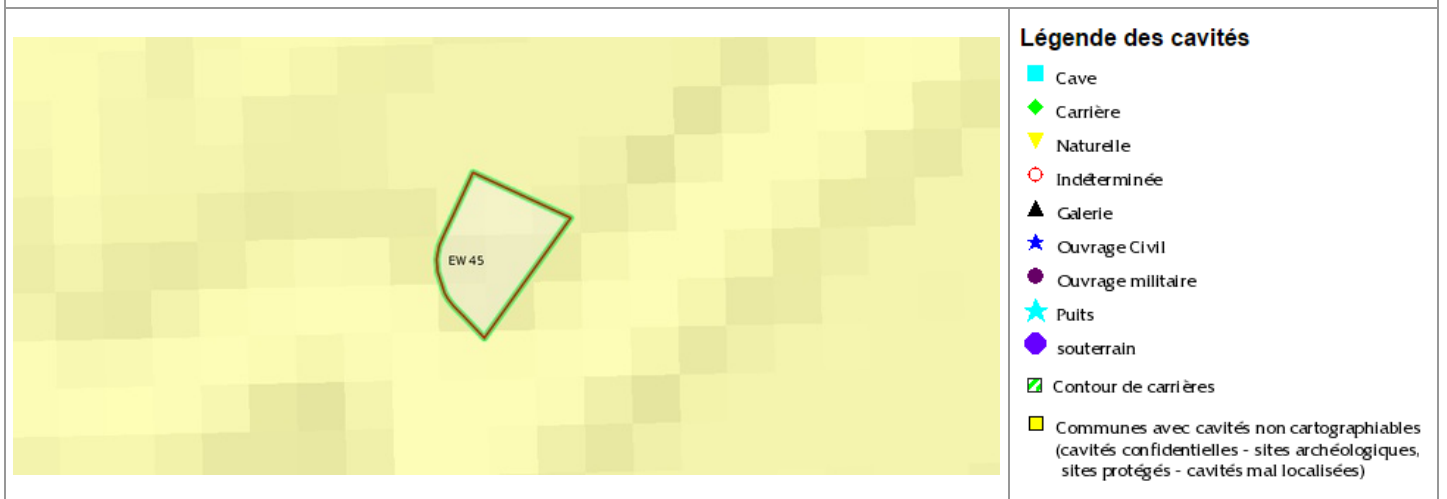 EW 45
Légende des cavités
Cave
Carrière
Naturelle
Indéterminée
Galerie
Ouvrage Civil
Ouvrage militaire
Puits
souterrain
Contour de carrières
Communes avec cavités non cartographiables
(cavités confidentielles - sites archéologiques,
sites protégés - cavités mal localisées)